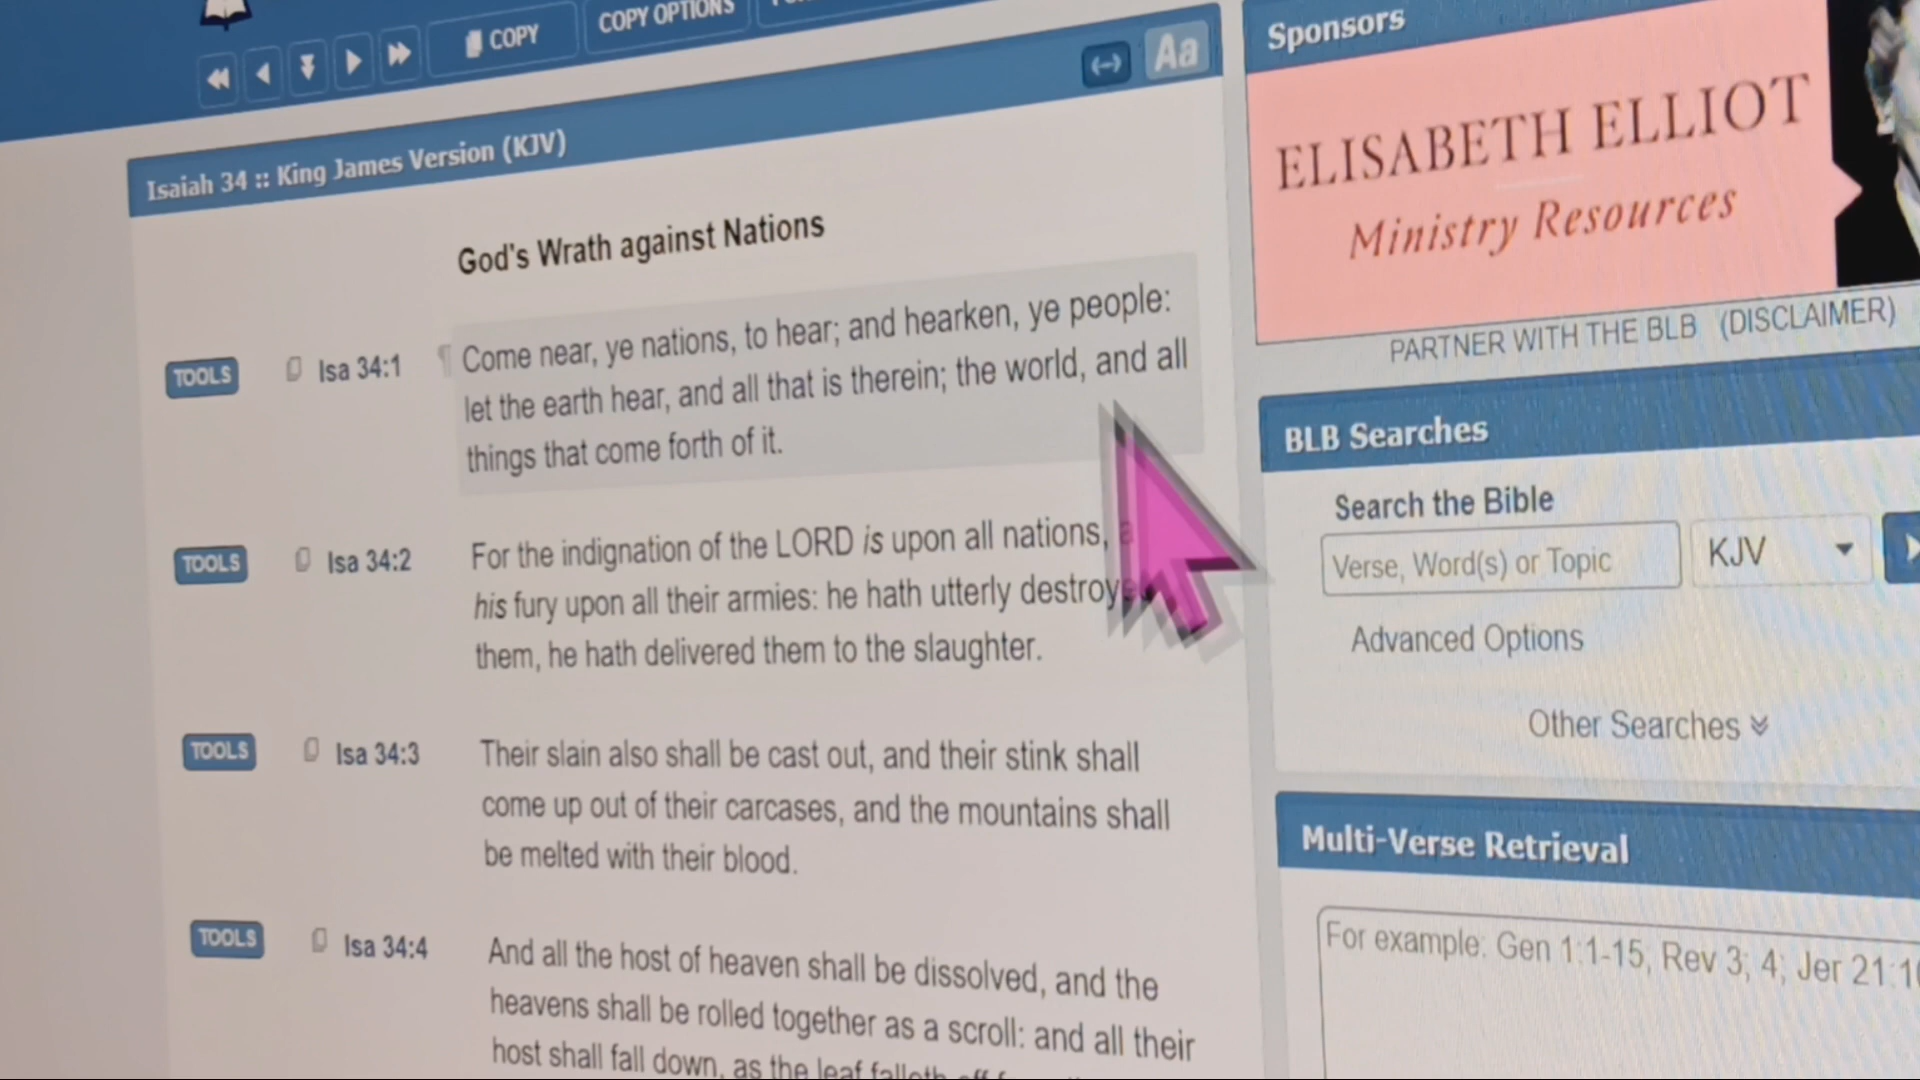 COPY
COPY OPTIONS
Aa
Isaiah 34 :: King James Version (KJV)
God's Wrath against Nations
TOOLS
Isa 34:1
¶ Come near, ye nations, to hear; and hearken, ye people:
let the earth hear, and all that is therein; the world, and all
things that come forth of it.
TOOLS
Isa 34:2
For the indignation of the LORD is upon all nations,
his fury upon all their armies: he hath utterly destroyed
them, he hath delivered them to the slaughter.
TOOLS
Isa 34:3
Their slain also shall be cast out, and their stink shall
come up out of their carcases, and the mountains shall
be melted with their blood.
TOOLS
Isa 34:4
And all the host of heaven shall be dissolved, and the
heavens shall be rolled together as a scroll: and all their
host shall fall down, as the leaf falleth off
Sponsors
ELISABETH ELLIOT
Ministry Resources
PARTNER WITH THE BLB (DISCLAIMER)
BLB Searches
Search the Bible
Verse, Word(s) or Topic
KJV
Advanced Options
Other Searches
Multi-Verse Retrieval
For example: Gen 1:1-15; Rev 3; 4; Jer 21:1